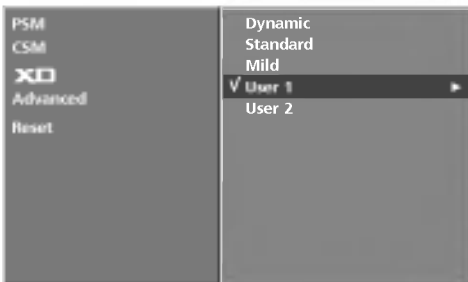 PSM
CSM
XD
Advanced
Reset
Dynamic
Standard
Mild
√ User 1 ►
User 2